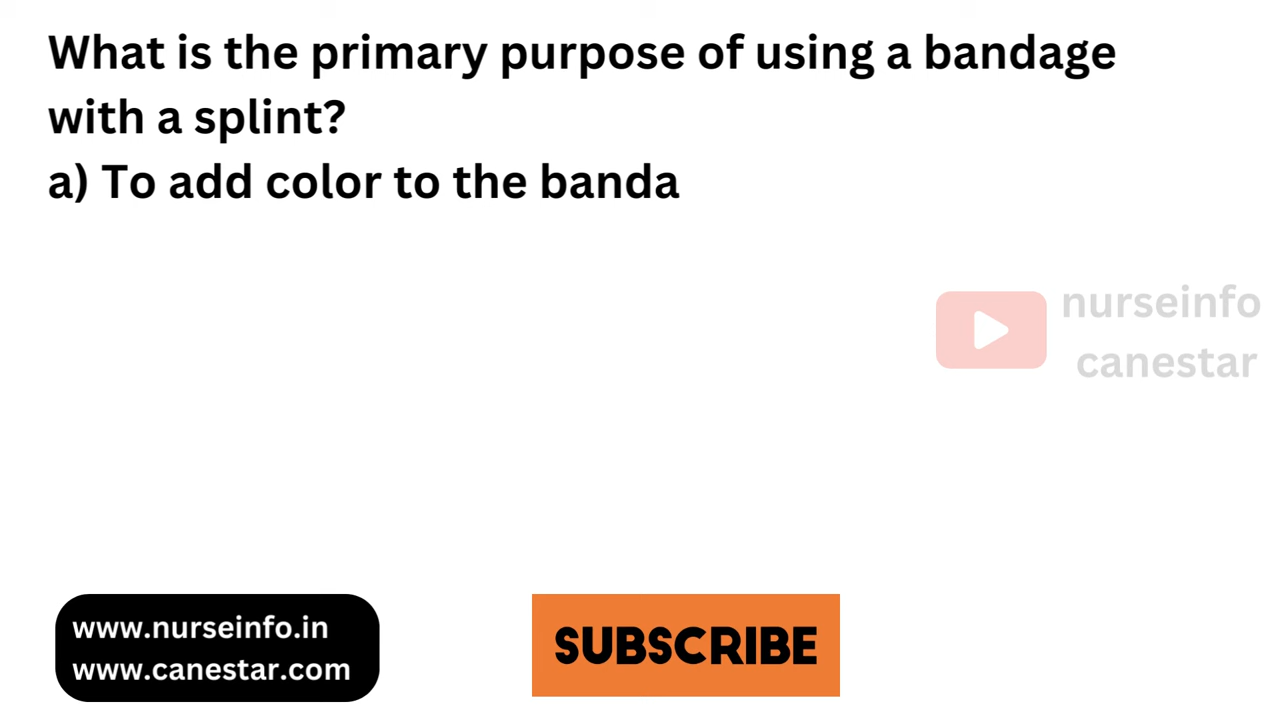 What is the primary purpose of using a bandage
with a splint?
a) To add color to the banda
nurseinfo
canestar
www.nurseinfo.in
www.canestar.com
SUBSCRIBE